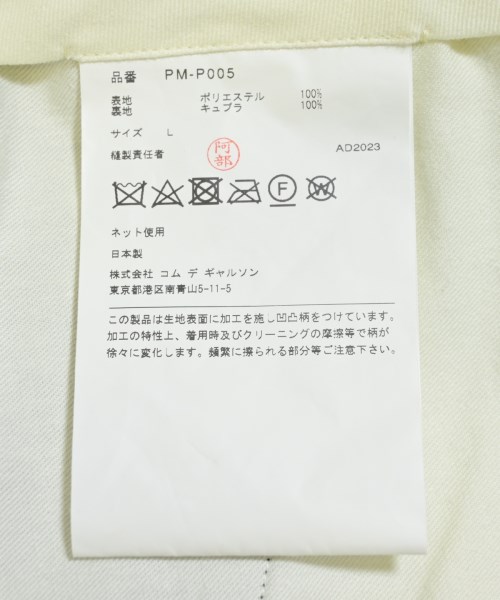 品番 PM-P005
表地 ポリエステル 100%
裏地 キュプラ 100%
サイズ L
縫製責任者 阿部 AD2023
F W
ネット使用
日本製
株式会社 コム デ ギャルソン
東京都港区南青山5-11-5
この製品は生地表面に加工を施し凹凸柄をつけています。
加工の特性上、着用時及びクリーニングの摩擦等で柄が
徐々に変化します。頻繁に擦られる部分等ご注意下さい。